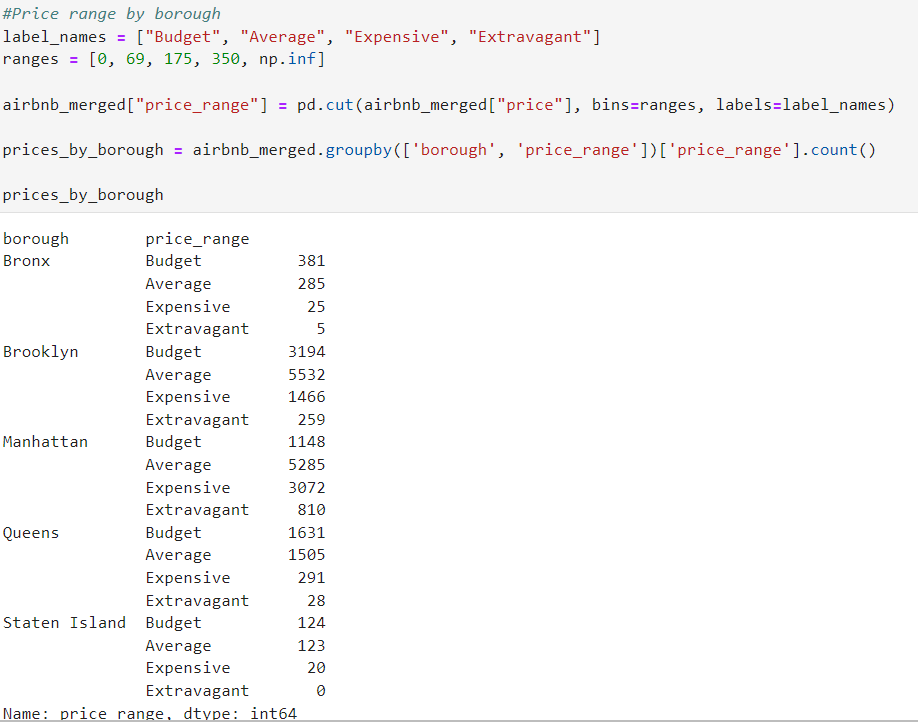 #Price range by borough
label_names = ["Budget", "Average", "Expensive", "Extravagant"]
ranges = [0, 69, 175, 350, np.inf]
airbnb_merged["price_range"] = pd.cut(airbnb_merged["price"], bins=ranges, labels=label_names)
prices_by_borough = airbnb_merged.groupby(['borough', 'price_range'])['price_range'].count()
prices_by_borough
borough price_range
Bronx Budget 381
Average 285
Expensive 25
Extravagant 5
Brooklyn Budget 3194
Average 5532
Expensive 1466
Extravagant 259
Manhattan Budget 1148
Average 5285
Expensive 3072
Extravagant 810
Queens Budget 1631
Average 1505
Expensive 291
Extravagant 28
Staten Island Budget 124
Average 123
Expensive 20
Extravagant 0
Name: price_range, dtype: int64